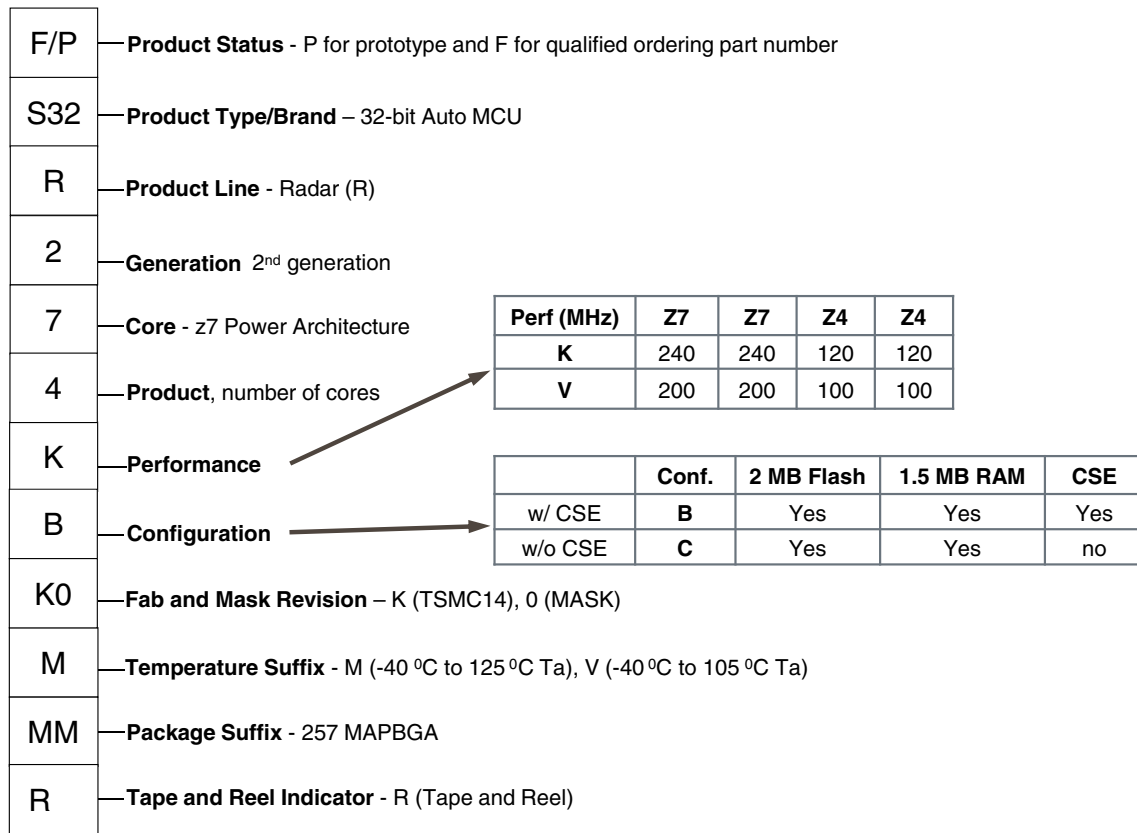 F/P Product Status - P for prototype and F for qualified ordering part number
S32 Product Type/Brand – 32-bit Auto MCU
R Product Line - Radar (R)
2 Generation 2nd generation
7 Core - z7 Power Architecture
4 Product, number of cores
Perf (MHz) Z7 Z7 Z4 Z4
K 240 240 120 120
V 200 200 100 100
K Performance
B Configuration
Conf. 2 MB Flash 1.5 MB RAM CSE
w/ CSE B Yes Yes Yes
w/o CSE C Yes Yes no
K0 Fab and Mask Revision – K (TSMC14), 0 (MASK)
M Temperature Suffix - M (-40 ⁰C to 125 ⁰C Ta), V (-40 ⁰C to 105 ⁰C Ta)
MM Package Suffix - 257 MAPBGA
R Tape and Reel Indicator - R (Tape and Reel)